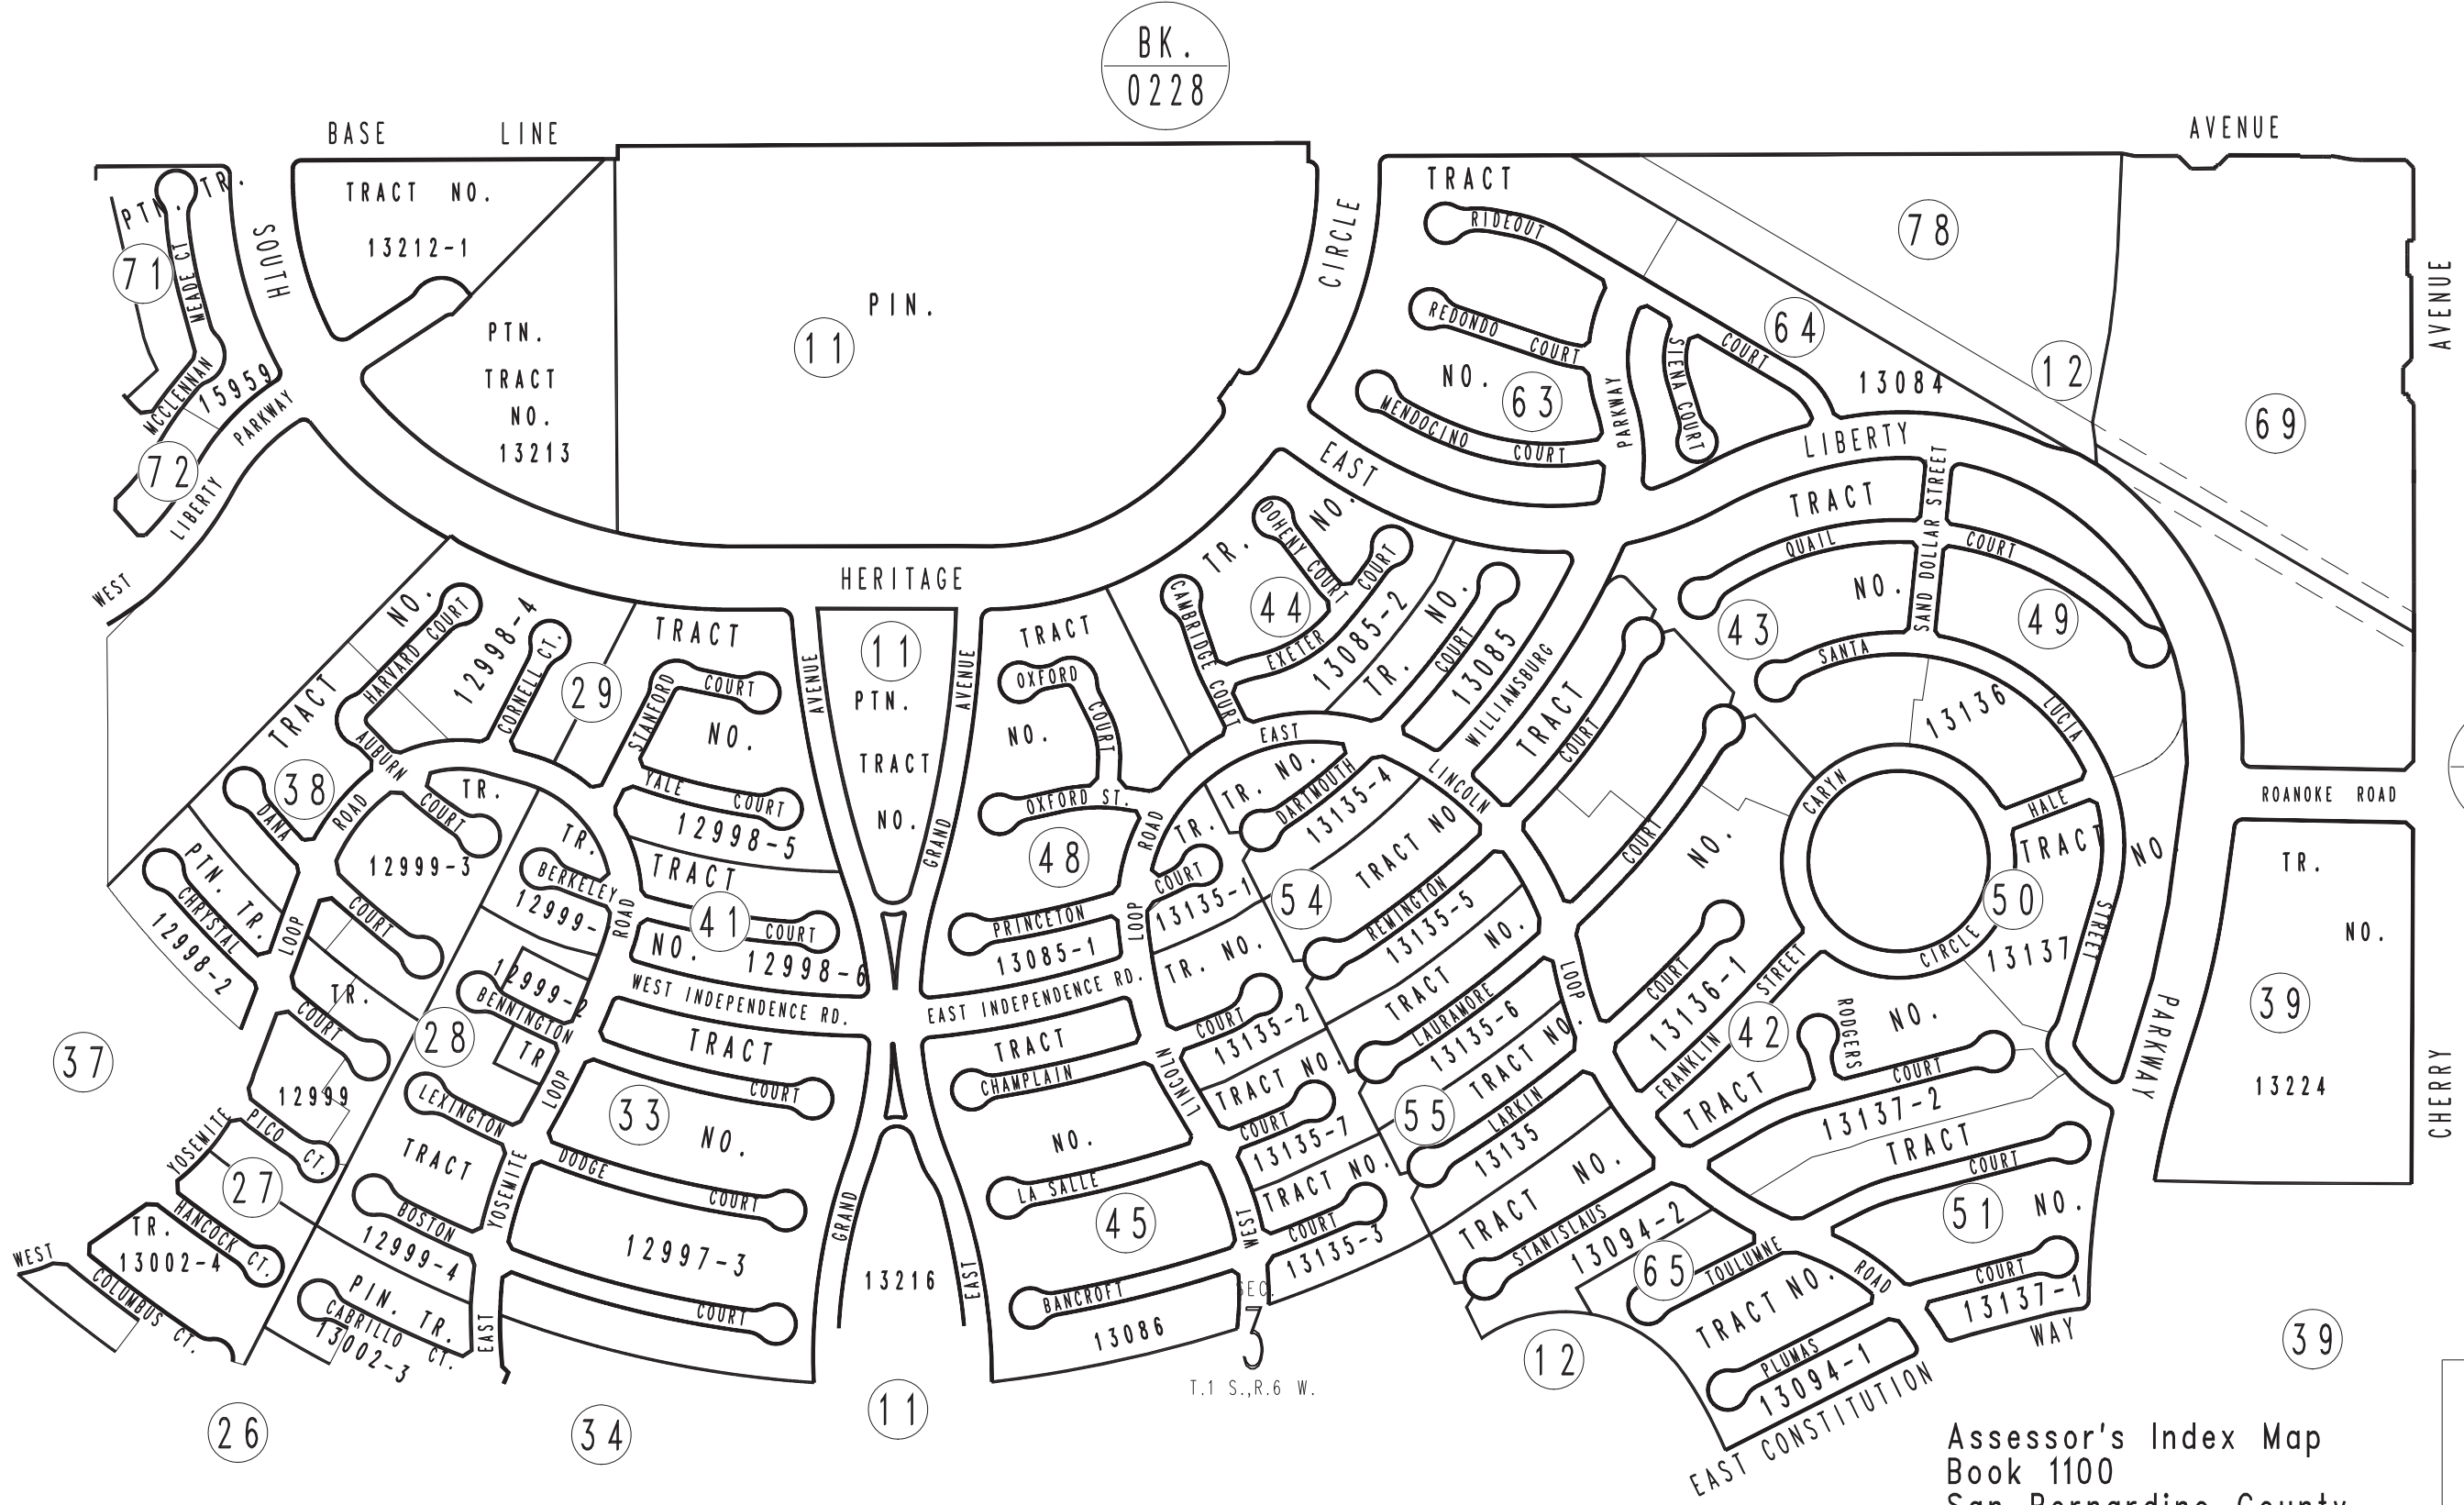 BK.
0228
BASE LINE
AVENUE
PTN. TR.
71
MEADE CT
MCCLENNAN
15959
72
SOUTH
LIBERTY PARKWAY
WEST
TRACT NO.
13212-1
PTN.
TRACT
NO.
13213
PIN.
11
CIRCLE
EAST
HERITAGE
TRACT
RIDEOUT
COURT
REDONDO COURT
NO.
63
MENDOCINO COURT
PARKWAY
SIENA COURT
64
78
12
13084
69
AVENUE
LIBERTY
TRACT
SAND DOLLAR STREET
QUAIL COURT
NO.
43
49
SANTA LUCIA
13136
HALE
STREET
TRACT
NO
50
13137
CARYN CIRCLE
PARKWAY
ROANOKE ROAD
TR.
NO.
39
13224
CHERRY
TRACT NO.
HARVARD COURT
12998-4
CORNELL CT.
29
AUBURN
38
DANA
ROAD
PTN. TR.
CHRYSTAL
12998-2
LOOP
TR.
COURT
12999-3
COURT
TR.
COURT
12999
28
37
YOSEMITE
PICO CT.
27
HANCOCK CT.
TR.
13002-4
WEST
COLUMBUS CT.
26
TR.
BERKELEY
12999-
ROAD
12999-2
BENNINGTON
TR
LOOP
LEXINGTON
TRACT
YOSEMITE
BOSTON
12999-4
PIN. TR.
CABRILLO CT.
13002-3
EAST
34
TRACT
STANFORD COURT
NO.
YALE COURT
12998-5
TRACT
41
COURT
NO.
12998-6
WEST INDEPENDENCE RD.
TRACT
COURT
33
NO.
DODGE COURT
12997-3
COURT
AVENUE
11
PTN.
TRACT
NO.
AVENUE
GRAND
GRAND
13216
EAST
11
TRACT
OXFORD COURT
NO.
OXFORD ST.
48
ROAD
PRINCETON
13085-1
LOOP
EAST INDEPENDENCE RD.
TRACT
CHAMPLAIN
LINCOLN
NO.
LA SALLE
45
WEST
BANCROFT
13086
SEC.
3
T.1 S.,R.6 W.
TR. NO.
DOHENY COURT
44
CAMBRIDGE COURT
EXETER COURT
13085-2
TR. NO.
COURT
13085
WILLIAMSBURG
EAST
LINCOLN
TR. NO.
DARTMOUTH
13135-4
TR.
COURT
13135-1
54
TRACT NO
REMINGTON
13135-5
TR. NO.
COURT
13135-2
TRACT NO.
LAURAMORE
13135-6
LOOP
TRACT NO.
COURT
13135-7
55
TRACT NO.
LARKIN
13135
TRACT NO.
COURT
13135-3
TRACT NO.
STANISLAUS
13094-2
65
TOULUMNE
ROAD
TRACT NO.
PLUMAS
13094-1
12
EAST CONSTITUTION WAY
TRACT
COURT
COURT
NO.
COURT
13136-1
FRANKLIN STREET
42
RODGERS
NO.
TRACT
COURT
13137-2
TRACT
COURT
51
NO.
COURT
13137-1
39
Assessor's Index Map
Book 1100
San Bernardino County